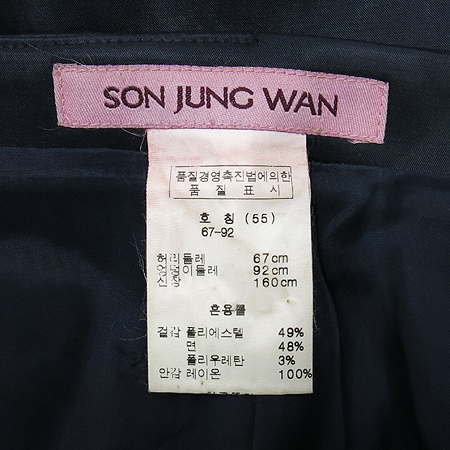 SON JUNG WAN
품질경영촉진법에의한
품 질 표 시
호 칭 (55)
67-92
허리둘레 67cm
엉덩이둘레 92cm
신장 160cm
혼용률
겉감 폴리에스텔 49%
면 48%
폴리우레탄 3%
안감 레이온 100%